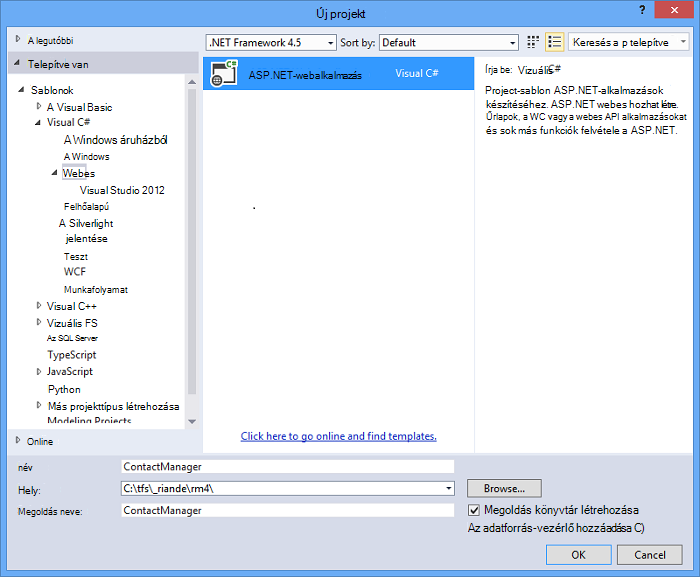 Új projekt
?
A legutóbbi
.NET Framework 4.5
Sort by:
Default
Keresés a p telepítve
Telepítve van
Sablonok
A Visual Basic
Visual C#
A Windows áruházból
A Windows
Webes
Visual Studio 2012
Felhőalapú
A Silverlight
jelentése
Teszt
WCF
Munkafolyamat
Visual C++
Vizuális FS
Az SQL Server
TypeScript
JavaScript
Python
Más projekttípus létrehozása
Modeling Projects
Online
ASP.NET-webalkalmazás
Visual C#
Click here to go online and find templates.
Írja be: Vizuális C#
Project-sablon ASP.NET-alkalmazások
készítéséhez. ASP.NET webes hozhat létre.
Űrlapok, a WC vagy a webes API alkalmazásokat
és sok más funkciók felvétele a ASP.NET.
név
ContactManager
Hely:
C:\tfs\_riande\rm4\
Browse...
Megoldás neve:
ContactManager
Megoldás könyvtár létrehozása
Az adatforrás-vezérlő hozzáadása C)
OK
Cancel